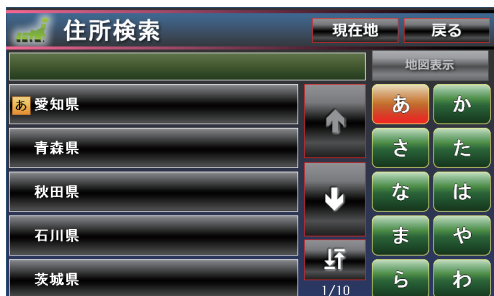 住所検索
現在地
戻る
地図表示
あ 愛知県
青森県
秋田県
石川県
茨城県
1/10
あ か
さ た
な は
ま や
ら わ